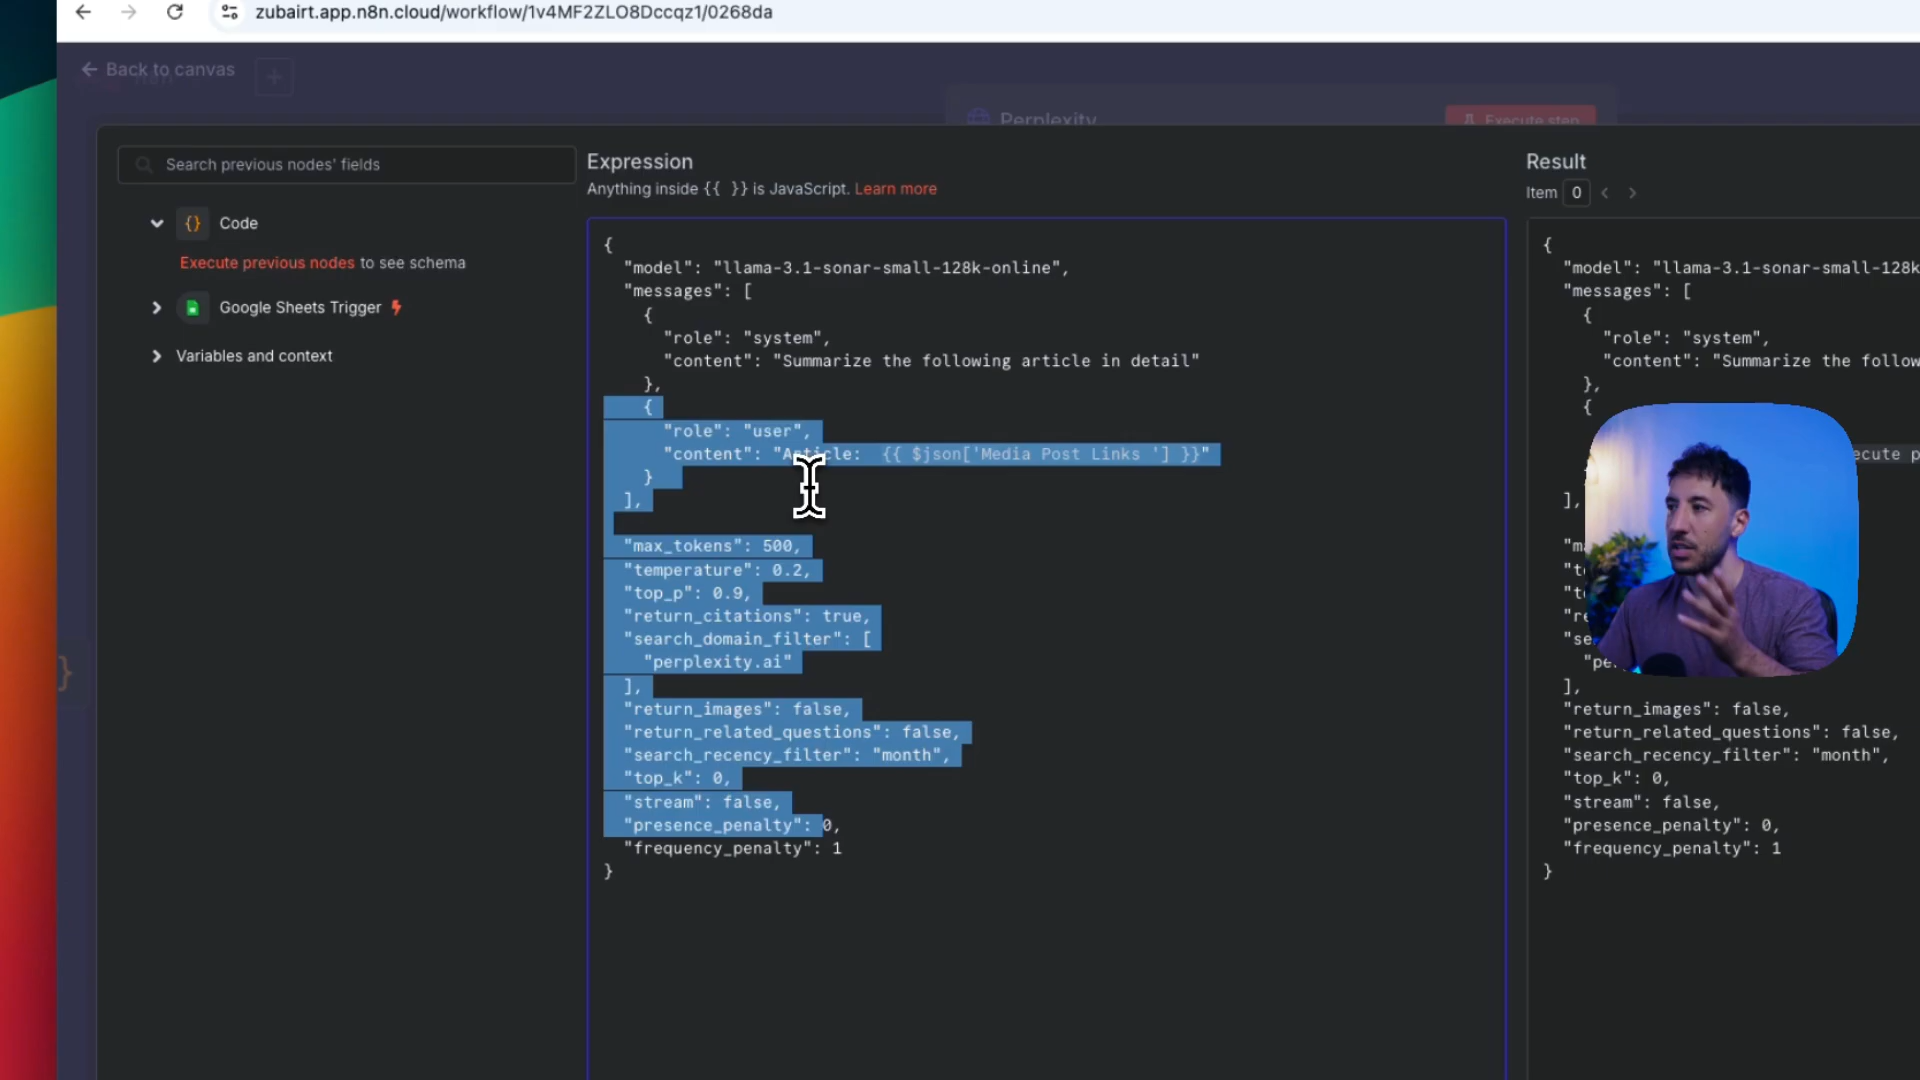 zubairt.app.n8n.cloud/workflow/1v4MF2ZLO8Dccqz1/0268da
Back to canvas
Perplexity
Execute step
Search previous nodes' fields
Code
Execute previous nodes to see schema
Google Sheets Trigger
Variables and context
Expression
Anything inside {{ }} is JavaScript. Learn more
{
"model": "llama-3.1-sonar-small-128k-online",
"messages": [
{
"role": "system",
"content": "Summarize the following article in detail"
},
{
"role": "user",
"content": "Article: {{ $json['Media Post Links '] }}"
}
],
"max_tokens": 500,
"temperature": 0.2,
"top_p": 0.9,
"return_citations": true,
"search_domain_filter": [
"perplexity.ai"
],
"return_images": false,
"return_related_questions": false,
"search_recency_filter": "month",
"top_k": 0,
"stream": false,
"presence_penalty": 0,
"frequency_penalty": 1
}
Result
Item 0
{
"model": "llama-3.1-sonar-small-128k
"messages": [
{
"role": "system",
"content": "Summarize the follow
},
{
ecute p
],
],
"return_images": false,
"return_related_questions": false,
"search_recency_filter": "month",
"top_k": 0,
"stream": false,
"presence_penalty": 0,
"frequency_penalty": 1
}
}